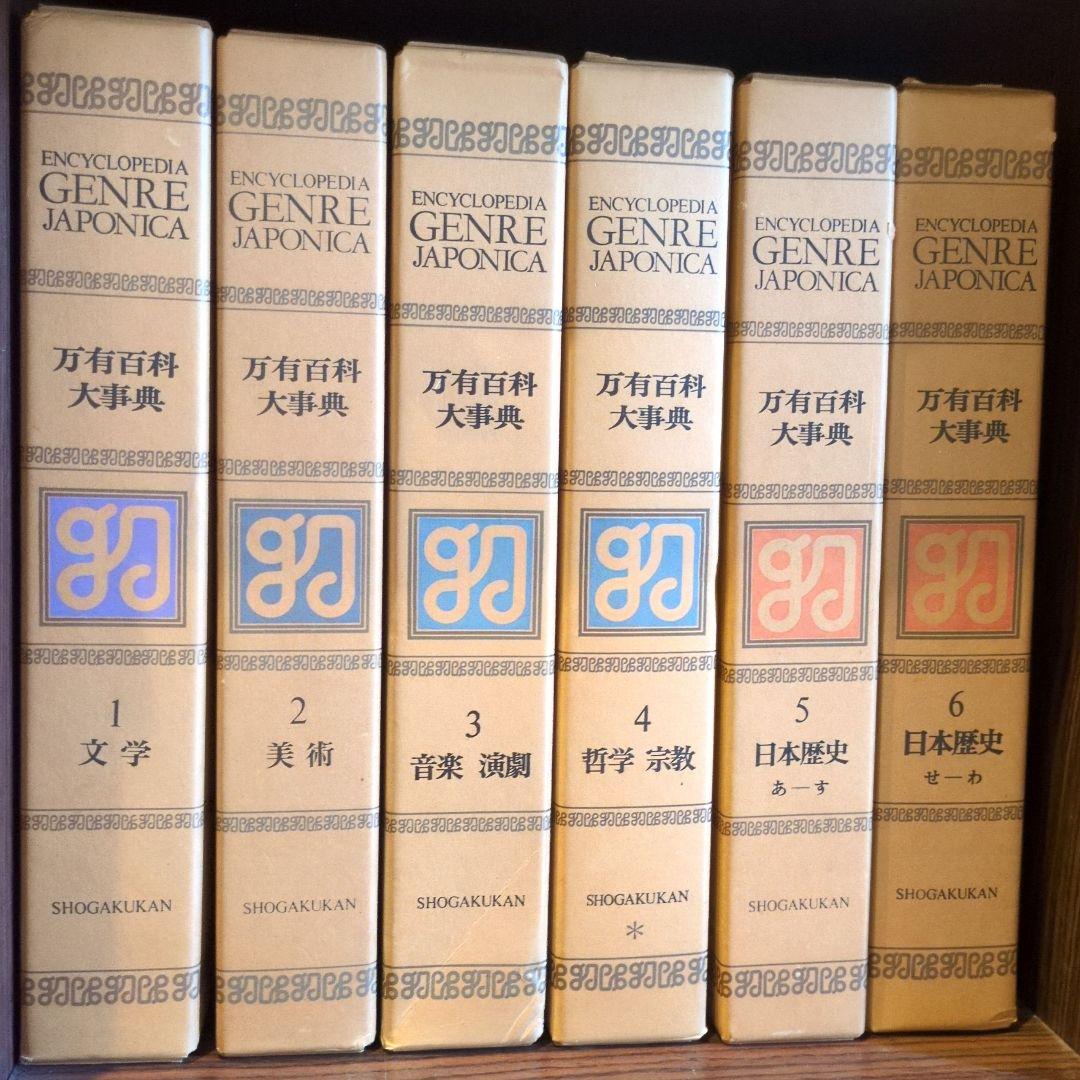 ENCYCLOPEDIA
GENRE
JAPONICA
万有百科
大事典
1
文学
SHOGAKUKAN
ENCYCLOPEDIA
GENRE
JAPONICA
万有百科
大事典
2
美術
SHOGAKUKAN
ENCYCLOPEDIA
GENRE
JAPONICA
万有百科
大事典
3
音楽 演劇
SHOGAKUKAN
ENCYCLOPEDIA
GENRE
JAPONICA
万有百科
大事典
4
哲学 宗教
SHOGAKUKAN
*
ENCYCLOPEDIA
GENRE
JAPONICA
万有百科
大事典
5
日本歴史
あ—す
SHOGAKUKAN
ENCYCLOPEDIA
GENRE
JAPONICA
万有百科
大事典
6
日本歴史
せ—わ
SHOGAKUKAN